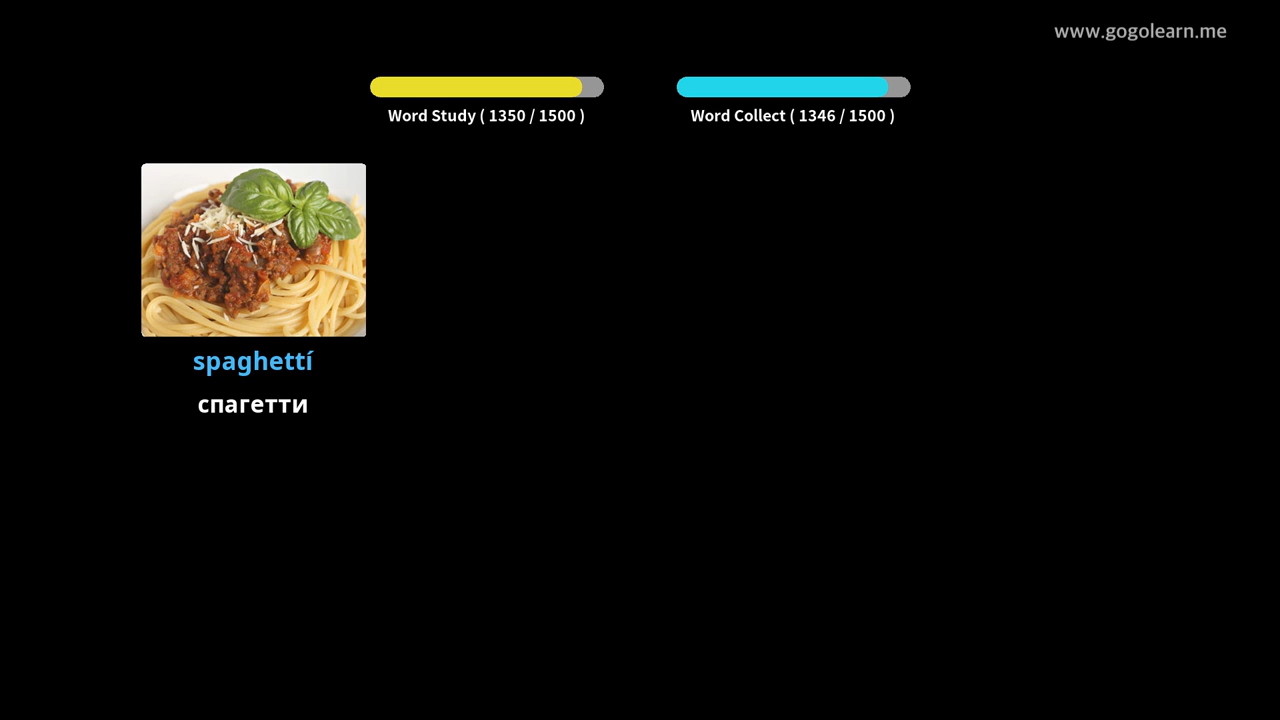 www.gogolearn.me
Word Study ( 1350 / 1500 )
Word Collect ( 1346 / 1500 )
spaghettí
спагетти